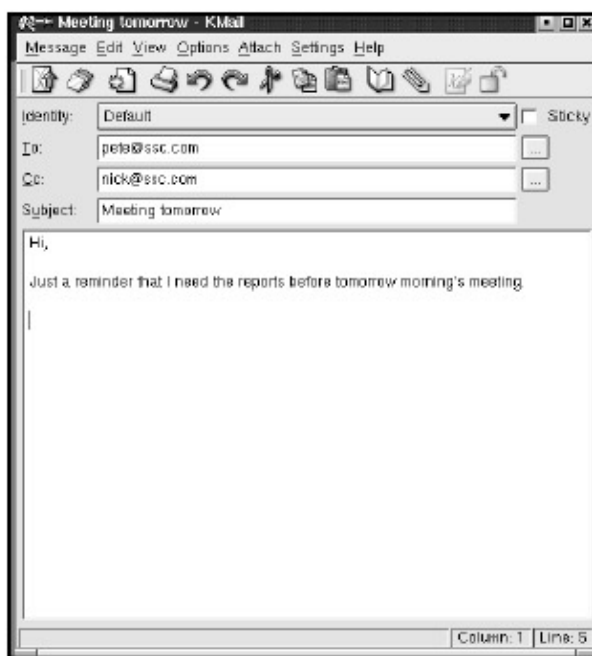 Meeting tomorrow - KMail
Message Edit View Options Attach Settings Help
Identity: Default Sticky
To: pete@ssc.com ...
Cc: nick@ssc.com ...
Subject: Meeting tomorrow
Hi,
Just a reminder that I need the reports before tomorrow morning's meeting.
Column: 1 Line: 5